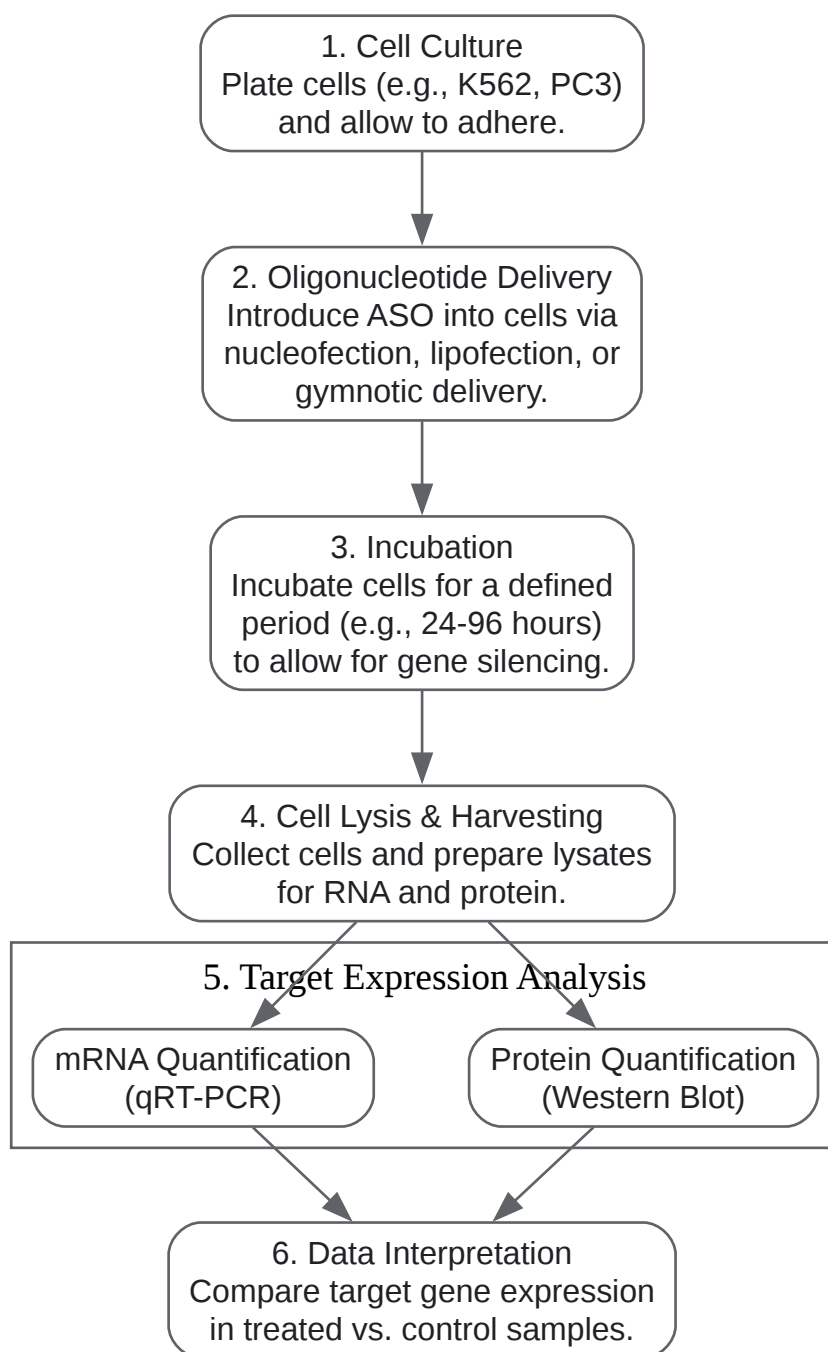 1. Cell Culture
Plate cells (e.g., K562, PC3)
and allow to adhere.
2. Oligonucleotide Delivery
Introduce ASO into cells via
nucleofection, lipofection, or
gymnotic delivery.
3. Incubation
Incubate cells for a defined
period (e.g., 24-96 hours)
to allow for gene silencing.
4. Cell Lysis & Harvesting
Collect cells and prepare lysates
for RNA and protein.
5. Target Expression Analysis
mRNA Quantification
(qRT-PCR)
Protein Quantification
(Western Blot)
6. Data Interpretation
Compare target gene expression
in treated vs. control samples.